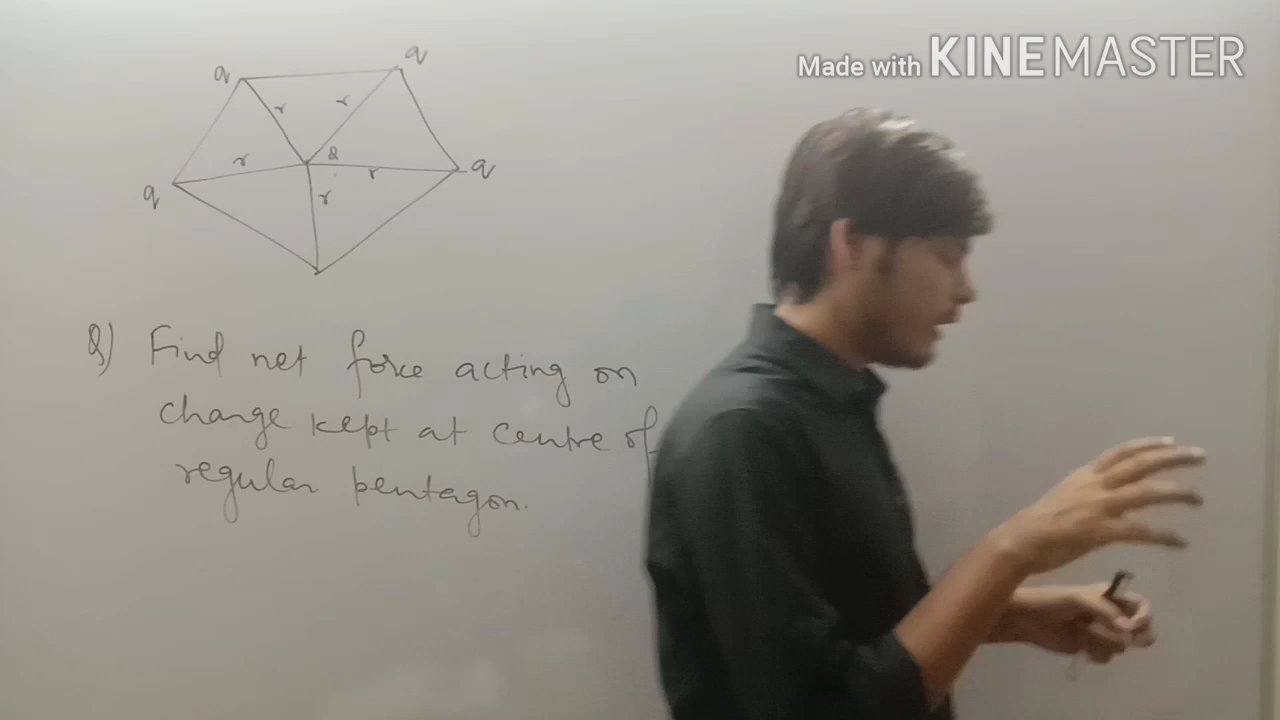 Made with KINEMASTER
q q
r r
q r Q r q
r
Q) Find net force acting on
charge kept at centre of
regular pentagon.